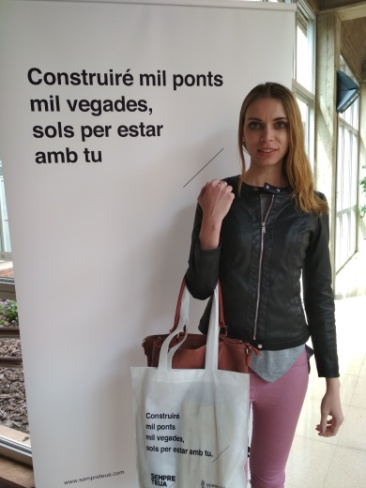 Construiré mil ponts
mil vegades,
sols per estar
amb tu
Construiré
mil ponts
mil vegades,
sols per estar amb tu.
SEMPRE
TEUA
www.sempreteua.com